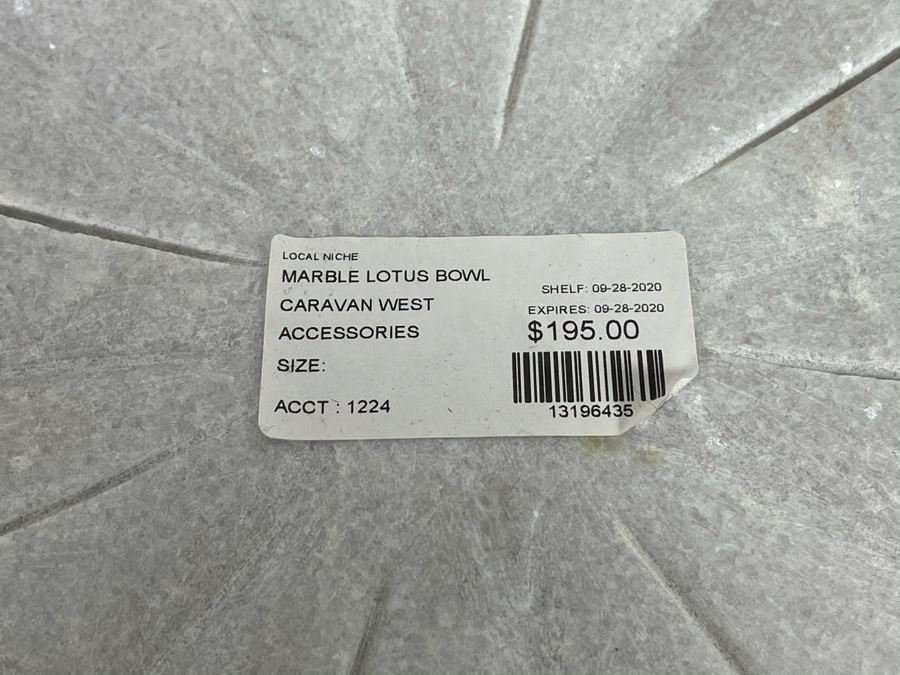 LOCAL NICHE
MARBLE LOTUS BOWL
CARAVAN WEST
ACCESSORIES
SIZE:
ACCT : 1224
SHELF: 09-28-2020
EXPIRES: 09-28-2020
$195.00
13196435